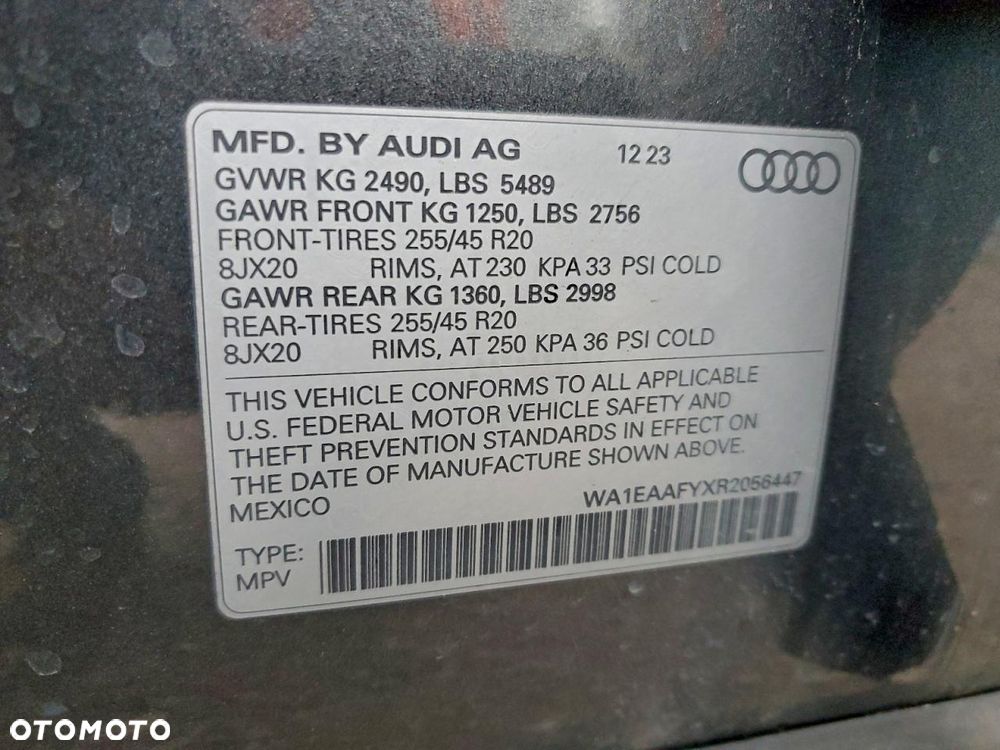 MFD. BY AUDI AG 12 23
GVWR KG 2490, LBS 5489
GAWR FRONT KG 1250, LBS 2756
FRONT-TIRES 255/45 R20
8JX20 RIMS, AT 230 KPA 33 PSI COLD
GAWR REAR KG 1360, LBS 2998
REAR-TIRES 255/45 R20
8JX20 RIMS, AT 250 KPA 36 PSI COLD
THIS VEHICLE CONFORMS TO ALL APPLICABLE
U.S. FEDERAL MOTOR VEHICLE SAFETY AND
THEFT PREVENTION STANDARDS IN EFFECT ON
THE DATE OF MANUFACTURE SHOWN ABOVE.
MEXICO WA1EAAFYXR2056447
TYPE:
MPV
OTOMOTO